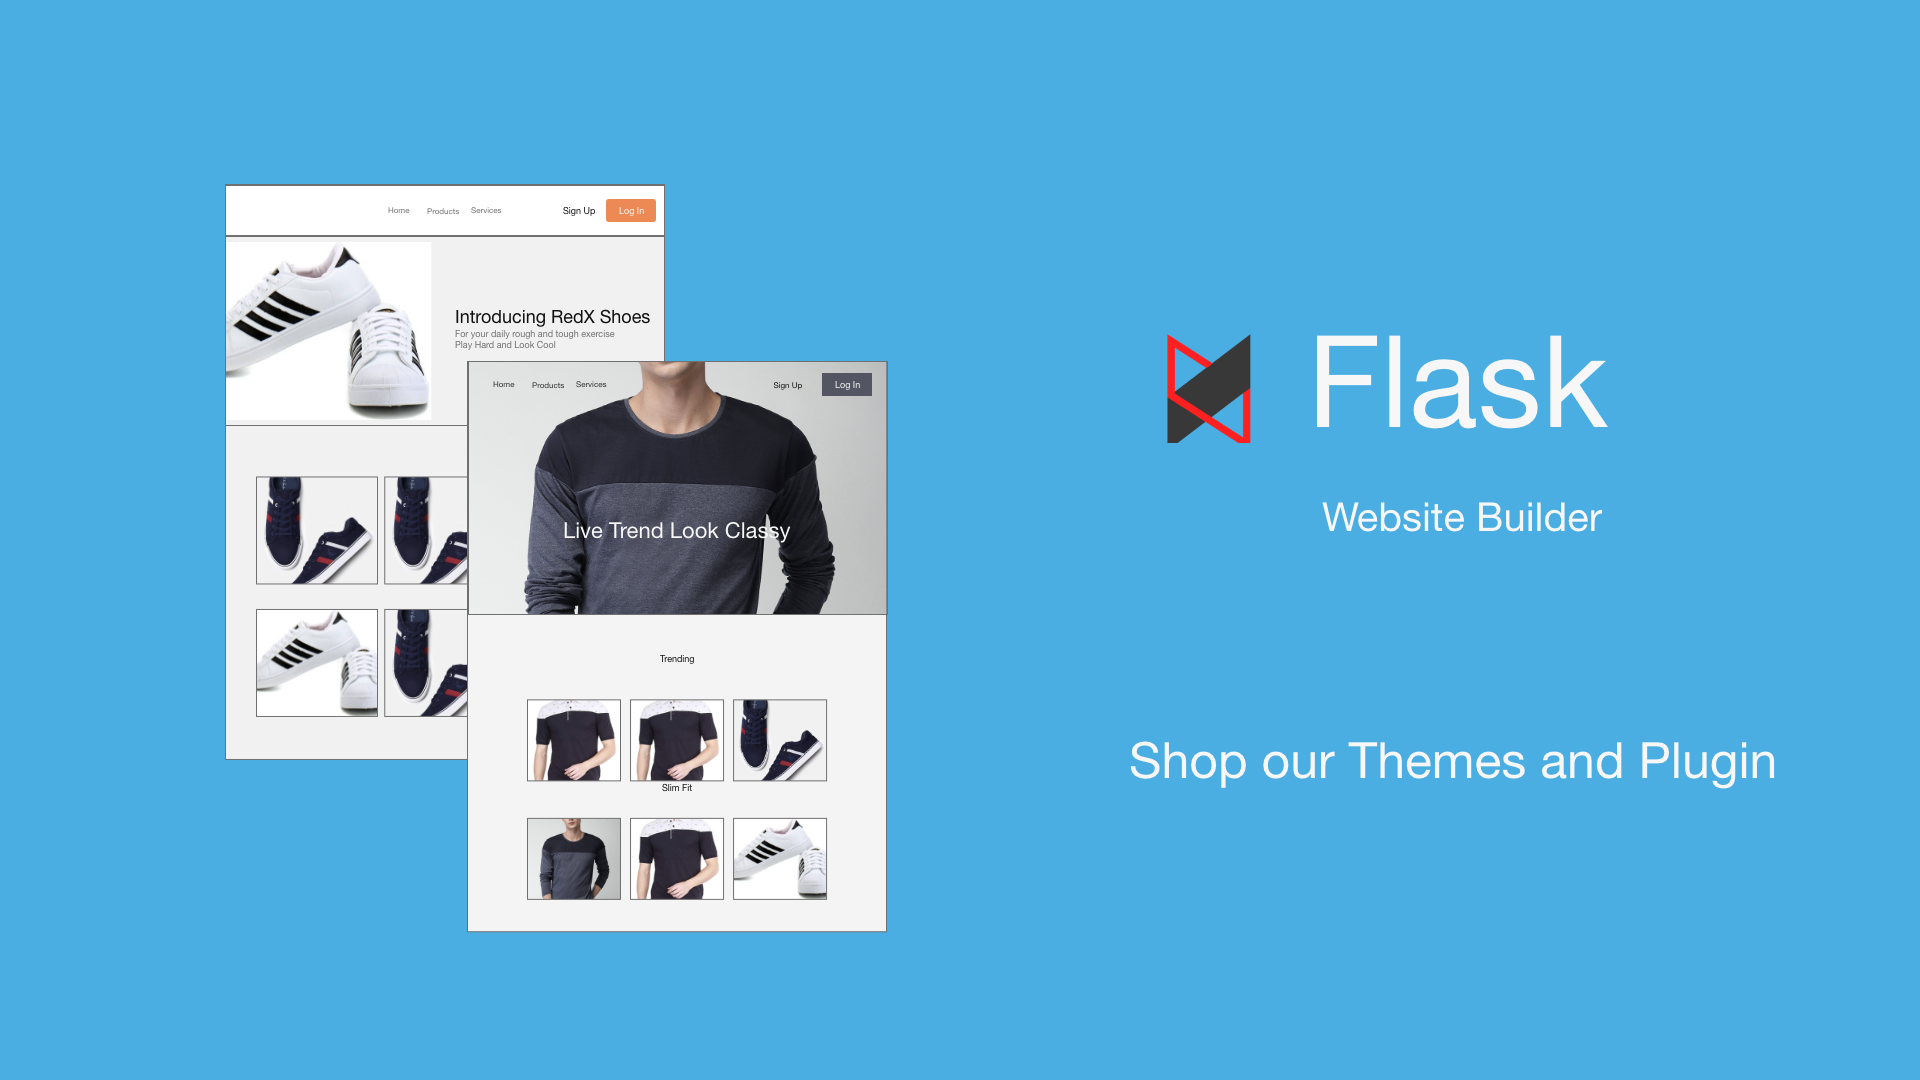 Home Products Services Sign Up Log In
Introducing RedX Shoes
For your daily rough and tough exercise
Play Hard and Look Cool
Home Products Services Sign Up Log In
Live Trend Look Classy
Trending
Slim Fit
Flask
Website Builder
Shop our Themes and Plugin